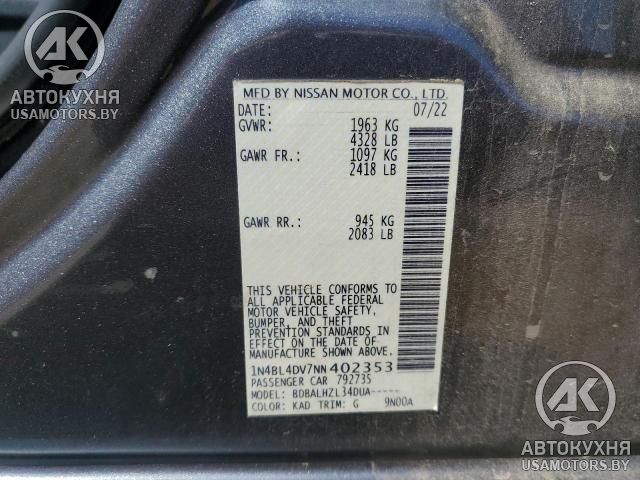 AK
АВТОКУХНЯ
USAMOTORS.BY
MFD BY NISSAN MOTOR CO., LTD.
DATE: 07/22
GVWR: 1963 KG
4328 LB
GAWR FR.: 1097 KG
2418 LB
GAWR RR.: 945 KG
2083 LB
THIS VEHICLE CONFORMS TO
ALL APPLICABLE FEDERAL
MOTOR VEHICLE SAFETY,
BUMPER, AND THEFT
PREVENTION STANDARDS IN
EFFECT ON THE DATE OF
MANUFACTURE SHOWN ABOVE.
1N4BL4DV7NN402353
PASSENGER CAR 792735
MODEL: BDBALHZL34DUA-----
COLOR: KAD TRIM: G 9N00A
AK
АВТОКУХНЯ
USAMOTORS.BY